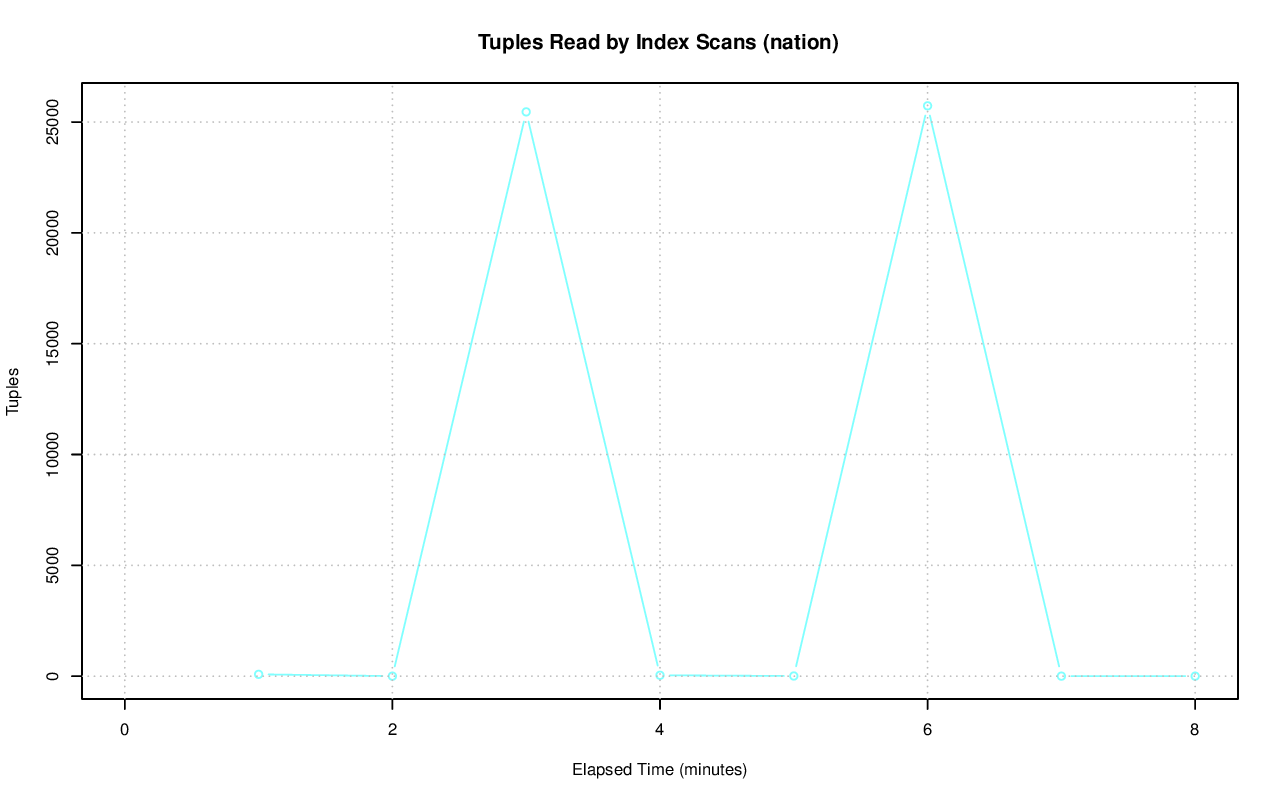 Tuples Read by Index Scans (nation)
25000
20000
15000
10000
5000
0
Tuples
0 2 4 6 8
Elapsed Time (minutes)